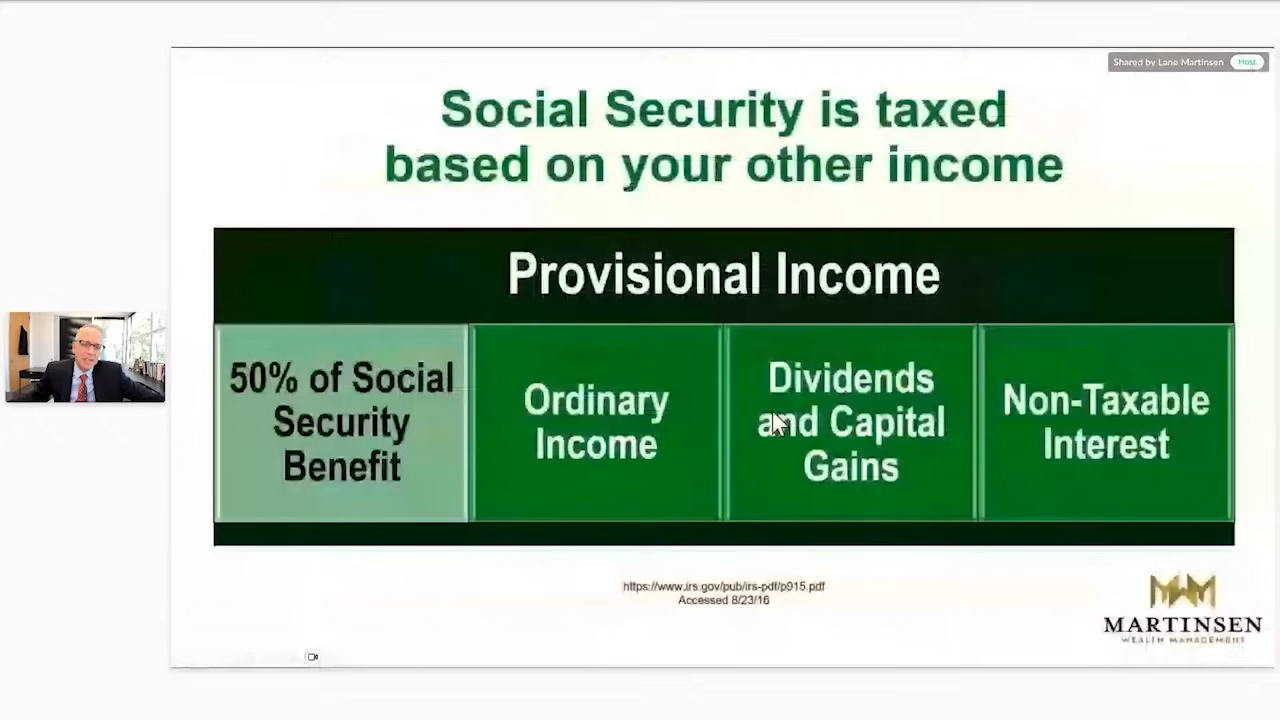 Shared by Lane Martinsen Host
Social Security is taxed
based on your other income
Provisional Income
50% of Social
Security
Benefit
Ordinary
Income
Dividends
and Capital
Gains
Non-Taxable
Interest
https://www.irs.gov/pub/irs-pdf/p915.pdf
Accessed 8/23/16
MARTINSEN
WEALTH MANAGEMENT